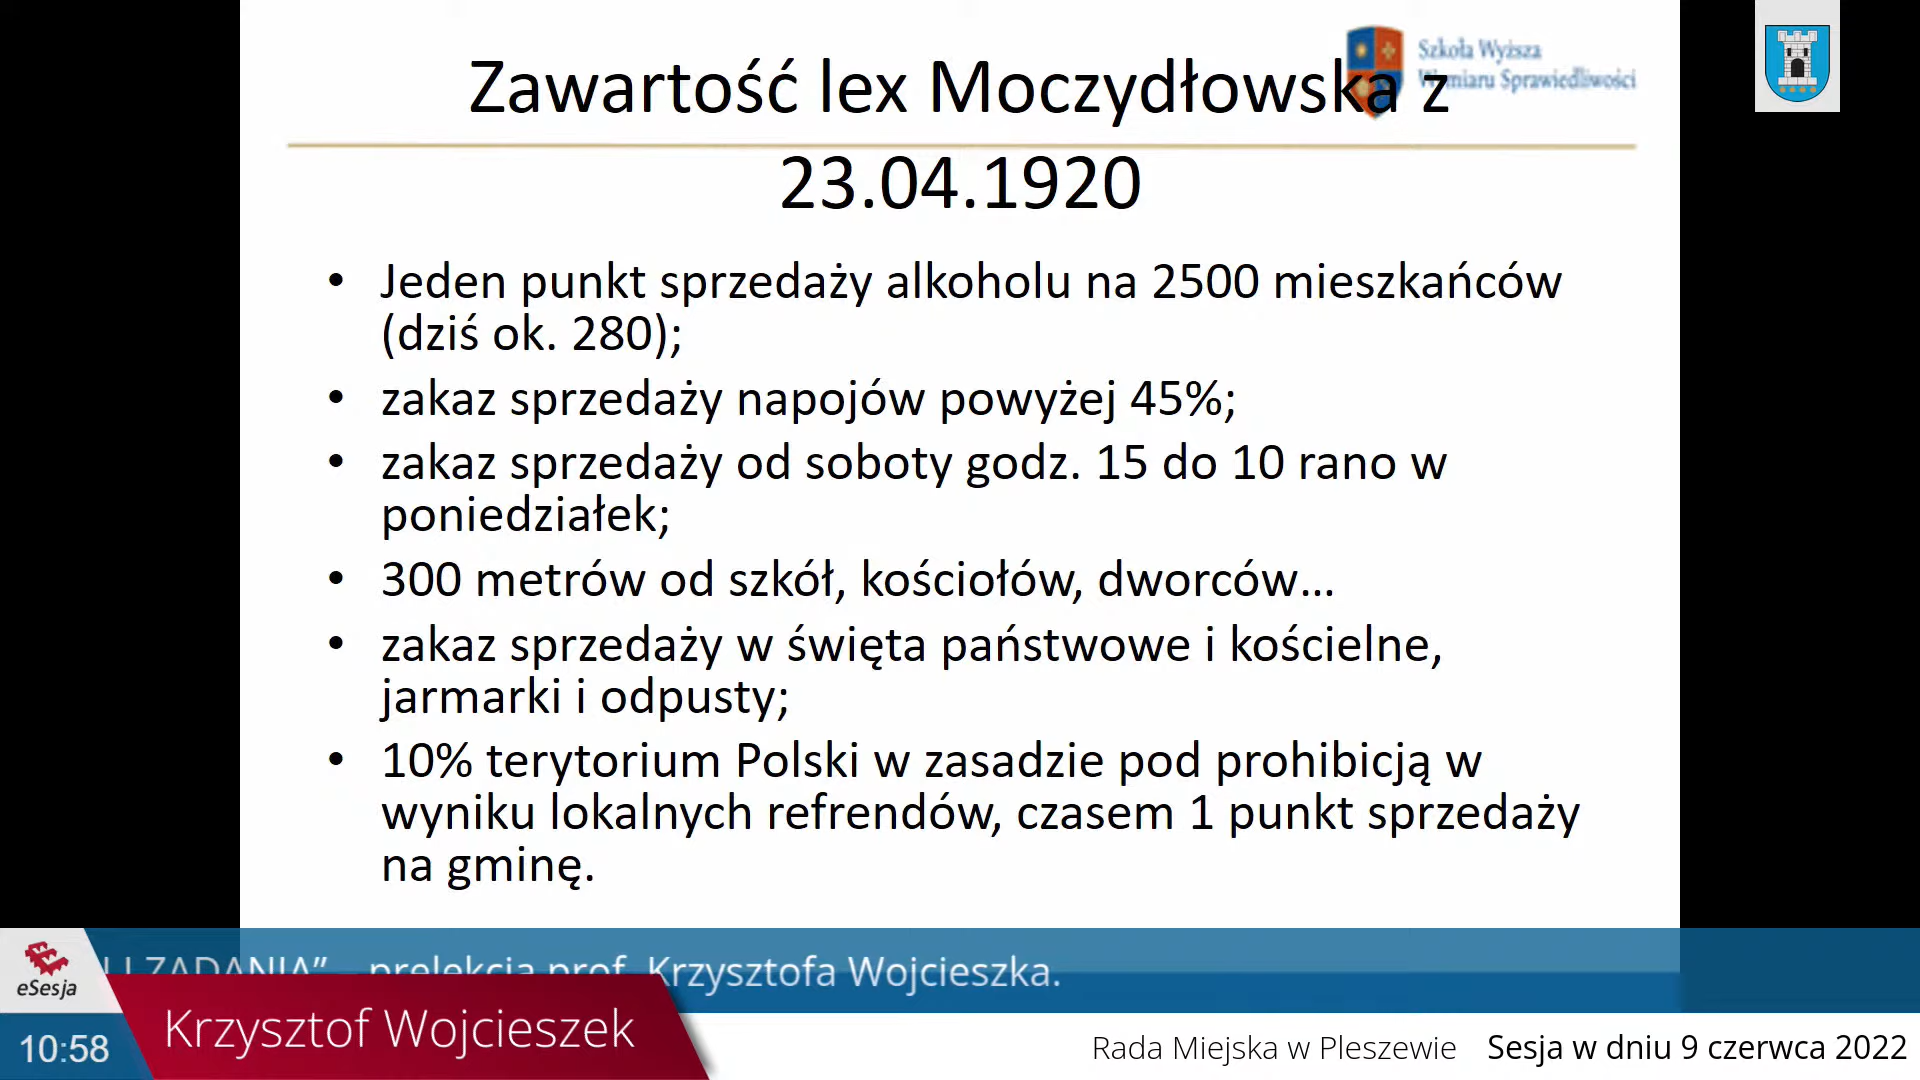 Szkoła Wyższa
Wymiaru Sprawiedliwości
Zawartość lex Moczydłowska z
23.04.1920
• Jeden punkt sprzedaży alkoholu na 2500 mieszkańców
(dziś ok. 280);
• zakaz sprzedaży napojów powyżej 45%;
• zakaz sprzedaży od soboty godz. 15 do 10 rano w
poniedziałek;
• 300 metrów od szkół, kościołów, dworców...
• zakaz sprzedaży w święta państwowe i kościelne,
jarmarki i odpusty;
• 10% terytorium Polski w zasadzie pod prohibicją w
wyniku lokalnych refrendów, czasem 1 punkt sprzedaży
na gminę.
I ZADANIA” – prelekcja prof. Krzysztofa Wojcieszka.
eSesja
Krzysztof Wojcieszek
10:58
Rada Miejska w Pleszewie Sesja w dniu 9 czerwca 2022